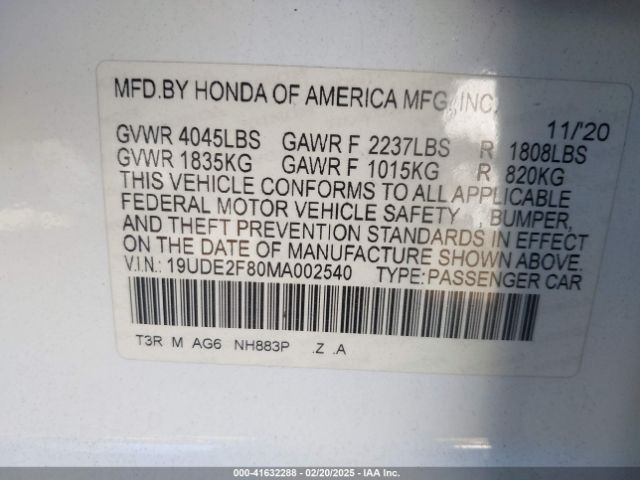 MFD.BY HONDA OF AMERICA MFG.,INC.
11/'20
GVWR 4045LBS GAWR F 2237LBS R 1808LBS
GVWR 1835KG GAWR F 1015KG R 820KG
THIS VEHICLE CONFORMS TO ALL APPLICABLE
FEDERAL MOTOR VEHICLE SAFETY , BUMPER,
AND THEFT PREVENTION STANDARDS IN EFFECT
ON THE DATE OF MANUFACTURE SHOWN ABOVE.
V.I.N.: 19UDE2F80MA002540 TYPE:PASSENGER CAR
T3R M AG6 NH883P .Z .A
000-41632288 — 02/20/2025 — IAA Inc.